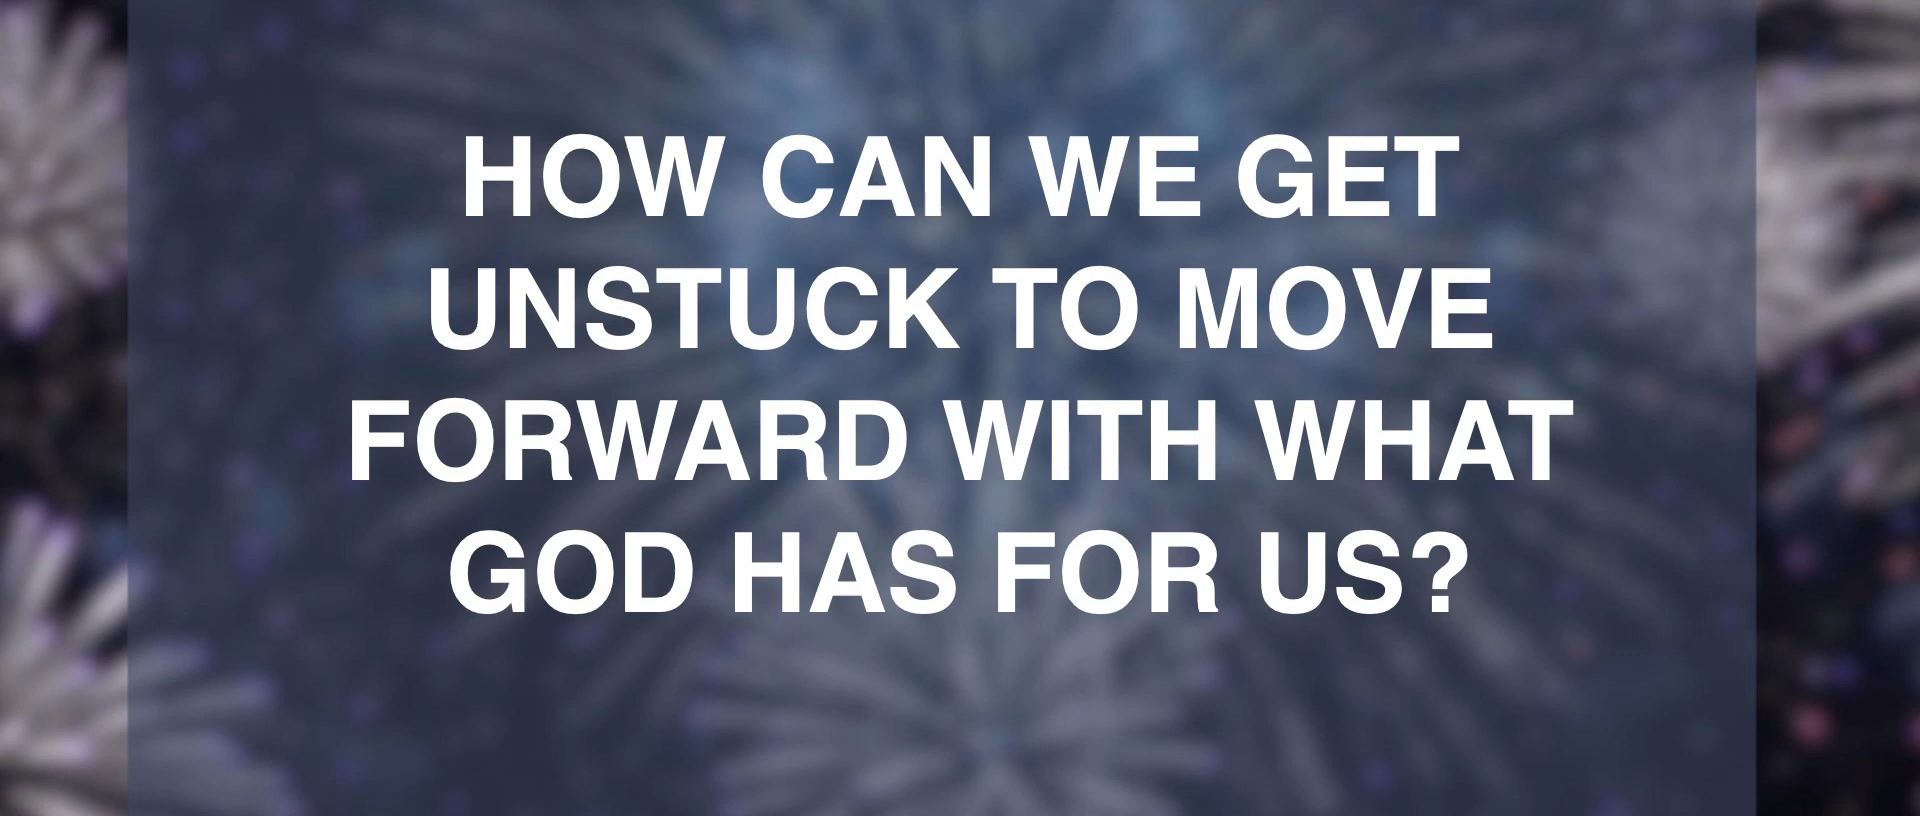 HOW CAN WE GET
UNSTUCK TO MOVE
FORWARD WITH WHAT
GOD HAS FOR US?